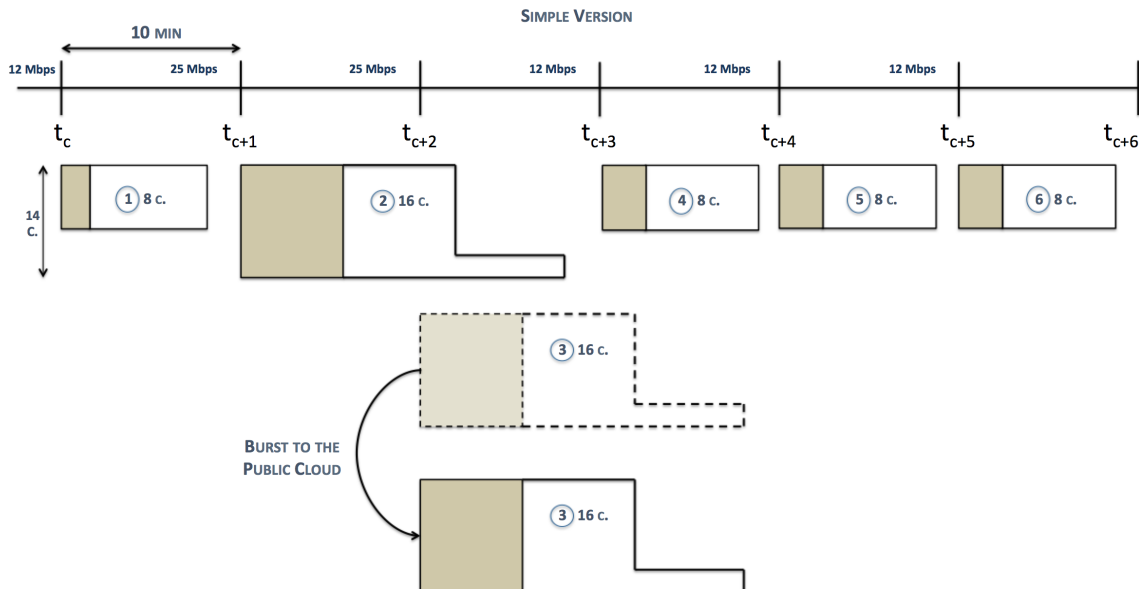 SIMPLE VERSION
10 MIN
12 Mbps 25 Mbps 25 Mbps 12 Mbps 12 Mbps 12 Mbps
tc tc+1 tc+2 tc+3 tc+4 tc+5 tc+6
1 8 C. 2 16 C. 4 8 C. 5 8 C. 6 8 C.
14
C.
3 16 C.
BURST TO THE
PUBLIC CLOUD
3 16 C.